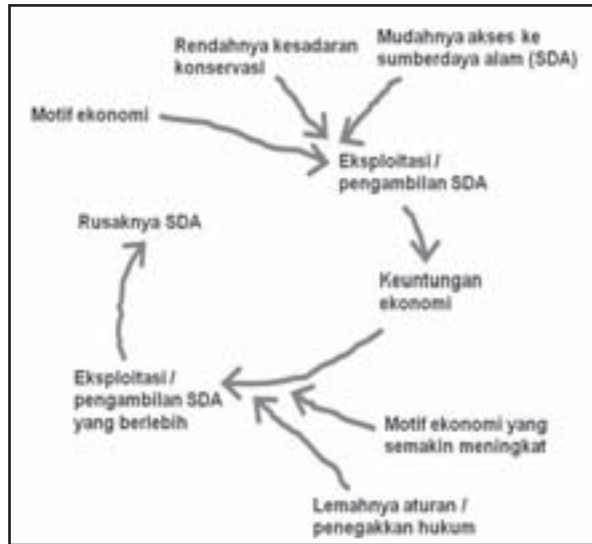 Rendahnya kesadaran
konservasi
Mudahnya akses ke
sumberdaya alam (SDA)
Motif ekonomi
Eksploitasi /
pengambilan SDA
Rusaknya SDA
Keuntungan
ekonomi
Eksploitasi /
pengambilan SDA
yang berlebih
Motif ekonomi yang
semakin meningkat
Lemahnya aturan /
penegakkan hukum